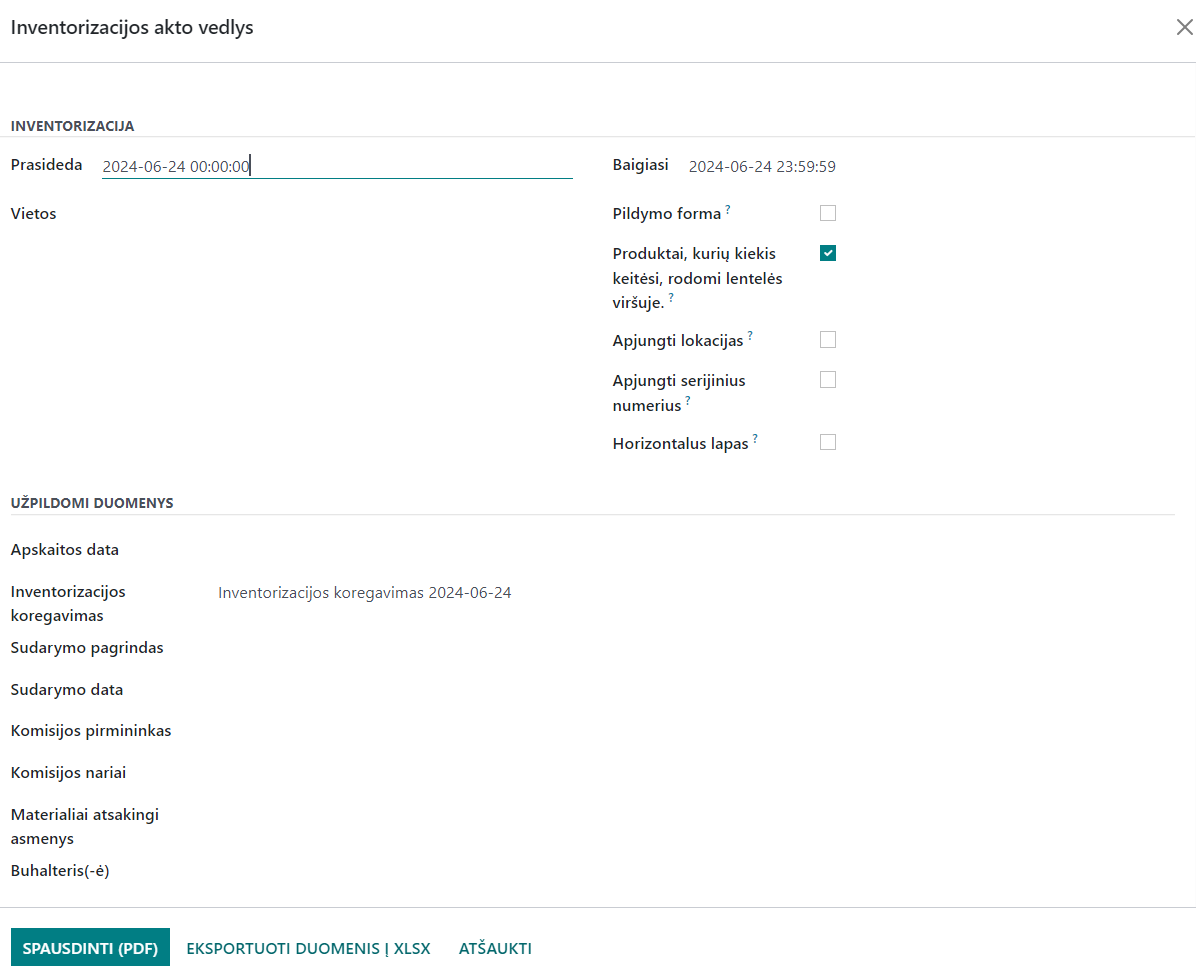 Inventorizacijos akto vedlys
INVENTORIZACIJA
Prasideda 2024-06-24 00:00:00
Baigiasi 2024-06-24 23:59:59
Vietos
Pildymo forma ?
Produktai, kurių kiekis
keitėsi, rodomi lentelės
viršuje. ?
Apjungti lokacijas ?
Apjungti serijinius
numerius ?
Horizontalus lapas ?
UŽPILDOMI DUOMENYS
Apskaitos data
Inventorizacijos
koregavimas
Inventorizacijos koregavimas 2024-06-24
Sudarymo pagrindas
Sudarymo data
Komisijos pirmininkas
Komisijos nariai
Materialiai atsakingi
asmenys
Buhalteris(-ė)
SPAUSDINTI (PDF) EKSPORTUOTI DUOMENIS Į XLSX ATŠAUKTI